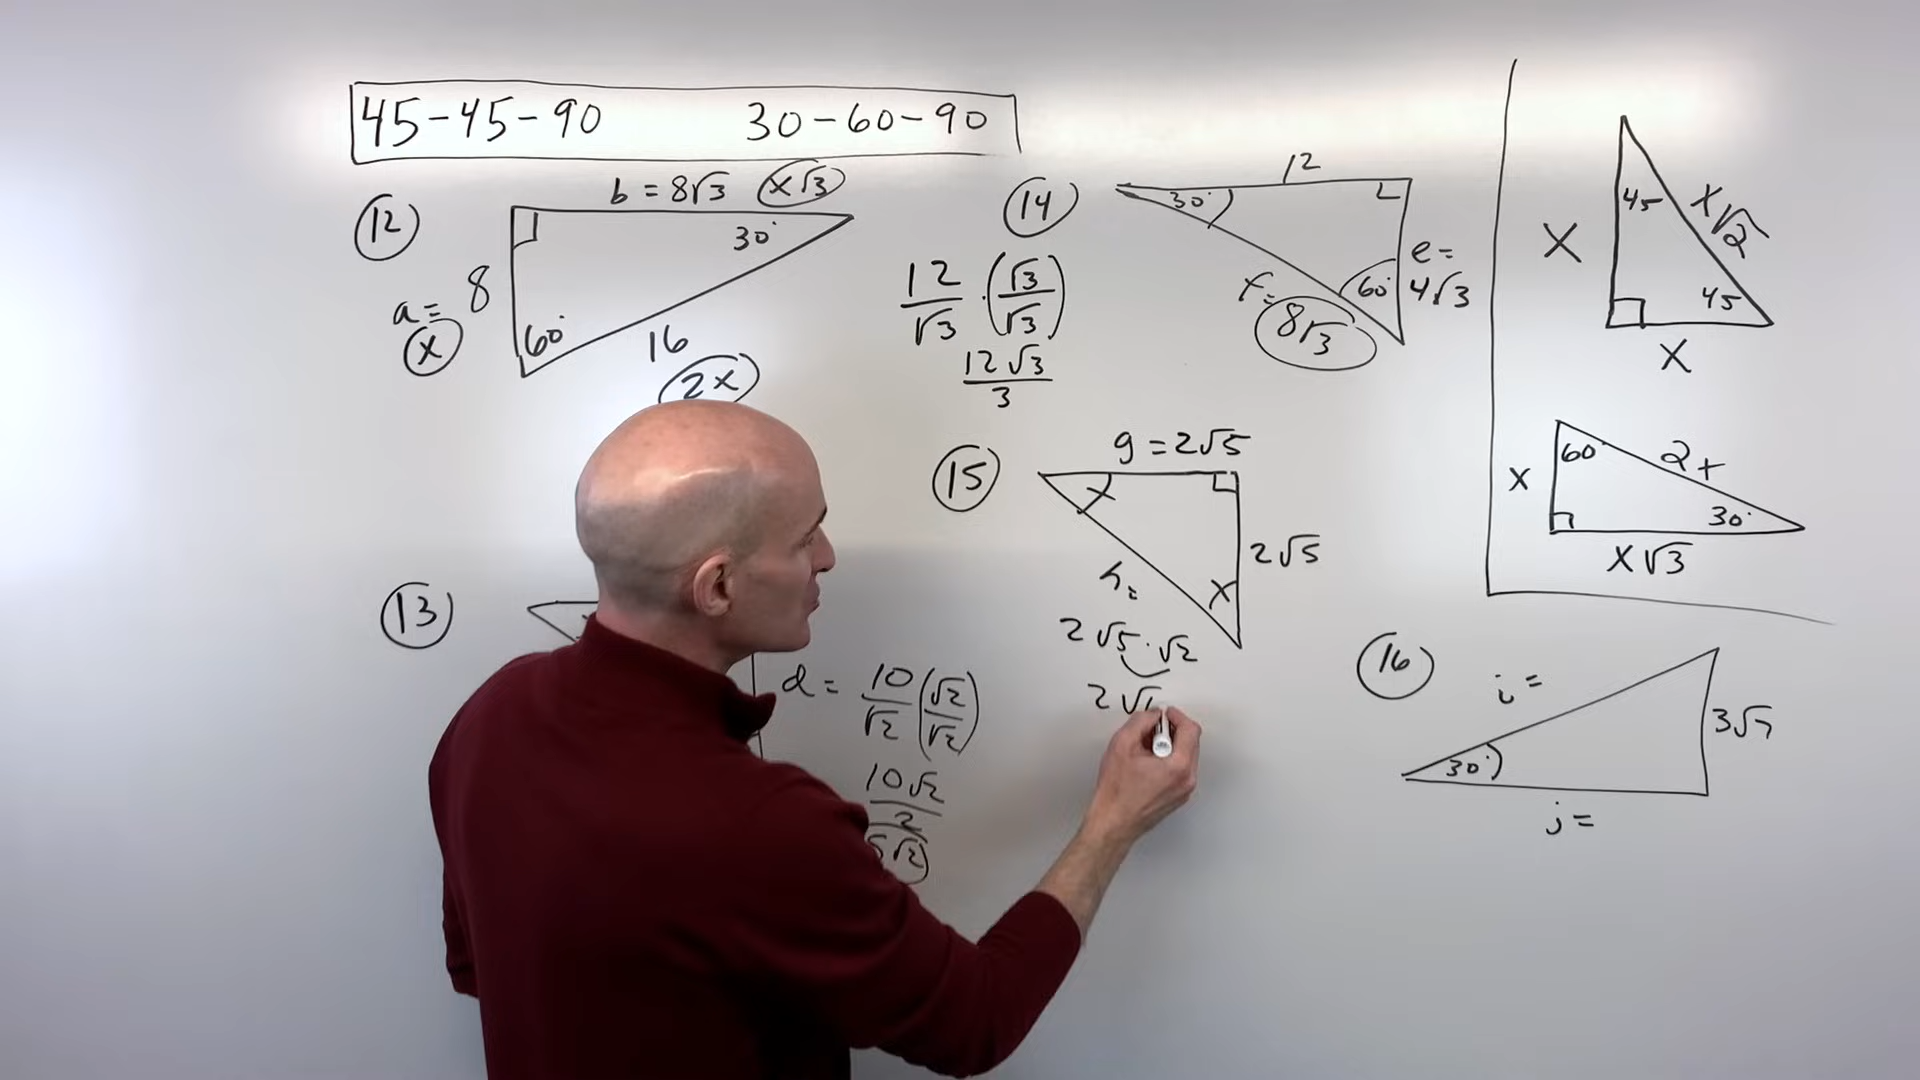 45-45-90 30-60-90
12
b = 8√3 x√3
30°
a = 8
x
60°
16
2x
13
d = 10/√2 (√2/√2)
10√2/2
5√2
14
12
30°
e =
4√3
60°
f =
8√3
12/√3 · (√3/√3)
12√3/3
15
g = 2√5
x
2√5
x
h =
2√5 · √2
2√1
45
x√2
x
45
x
60
2x
x
30°
x√3
16
i =
3√7
30°
j =